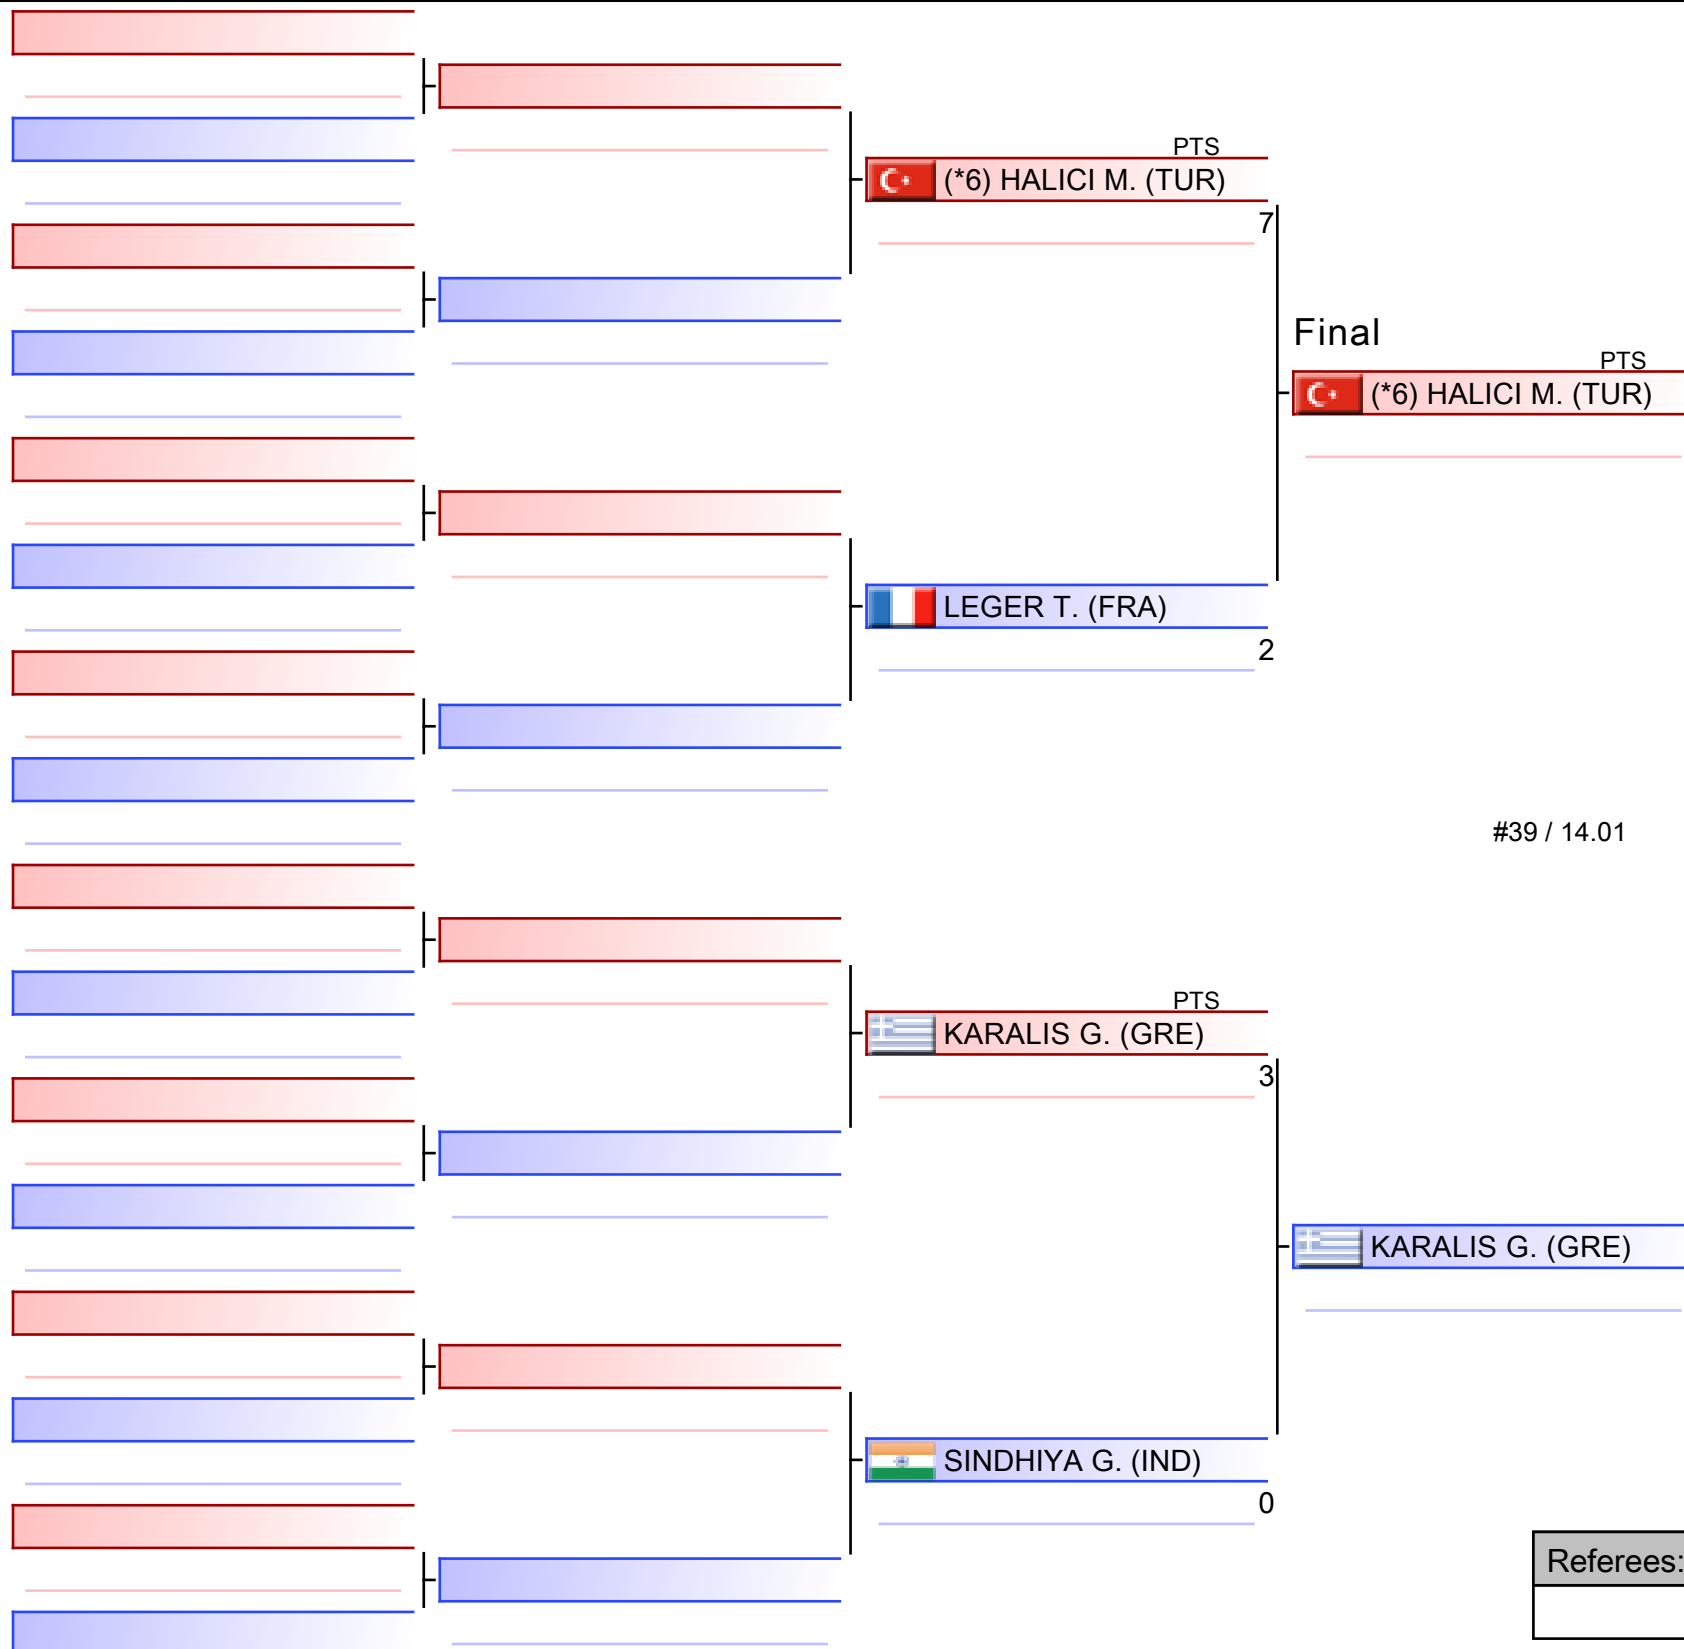 PTS
(*6) HALICI M. (TUR)
7
Final
PTS
(*6) HALICI M. (TUR)
LEGER T. (FRA)
2
#39 / 14.01
PTS
KARALIS G. (GRE)
3
KARALIS G. (GRE)
SINDHIYA G. (IND)
0
Referees: